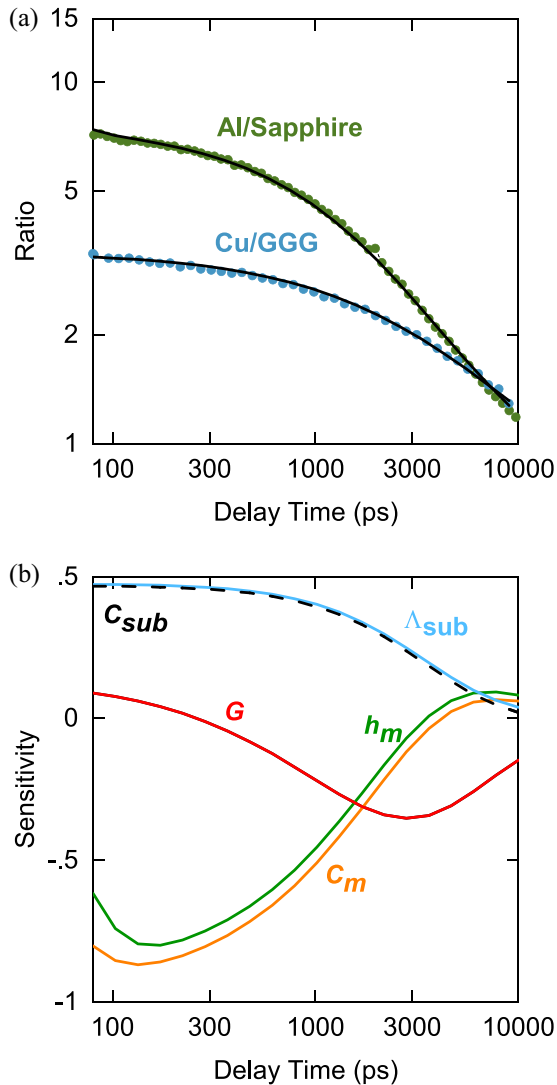 (a)
15
10
5
2
1
Ratio
Al/Sapphire
Cu/GGG
100
300
1000
3000
10000
Delay Time (ps)
(b)
.5
0
-.5
-1
Sensitivity
C_sub
Λ_sub
G
h_m
C_m
100
300
1000
3000
10000
Delay Time (ps)